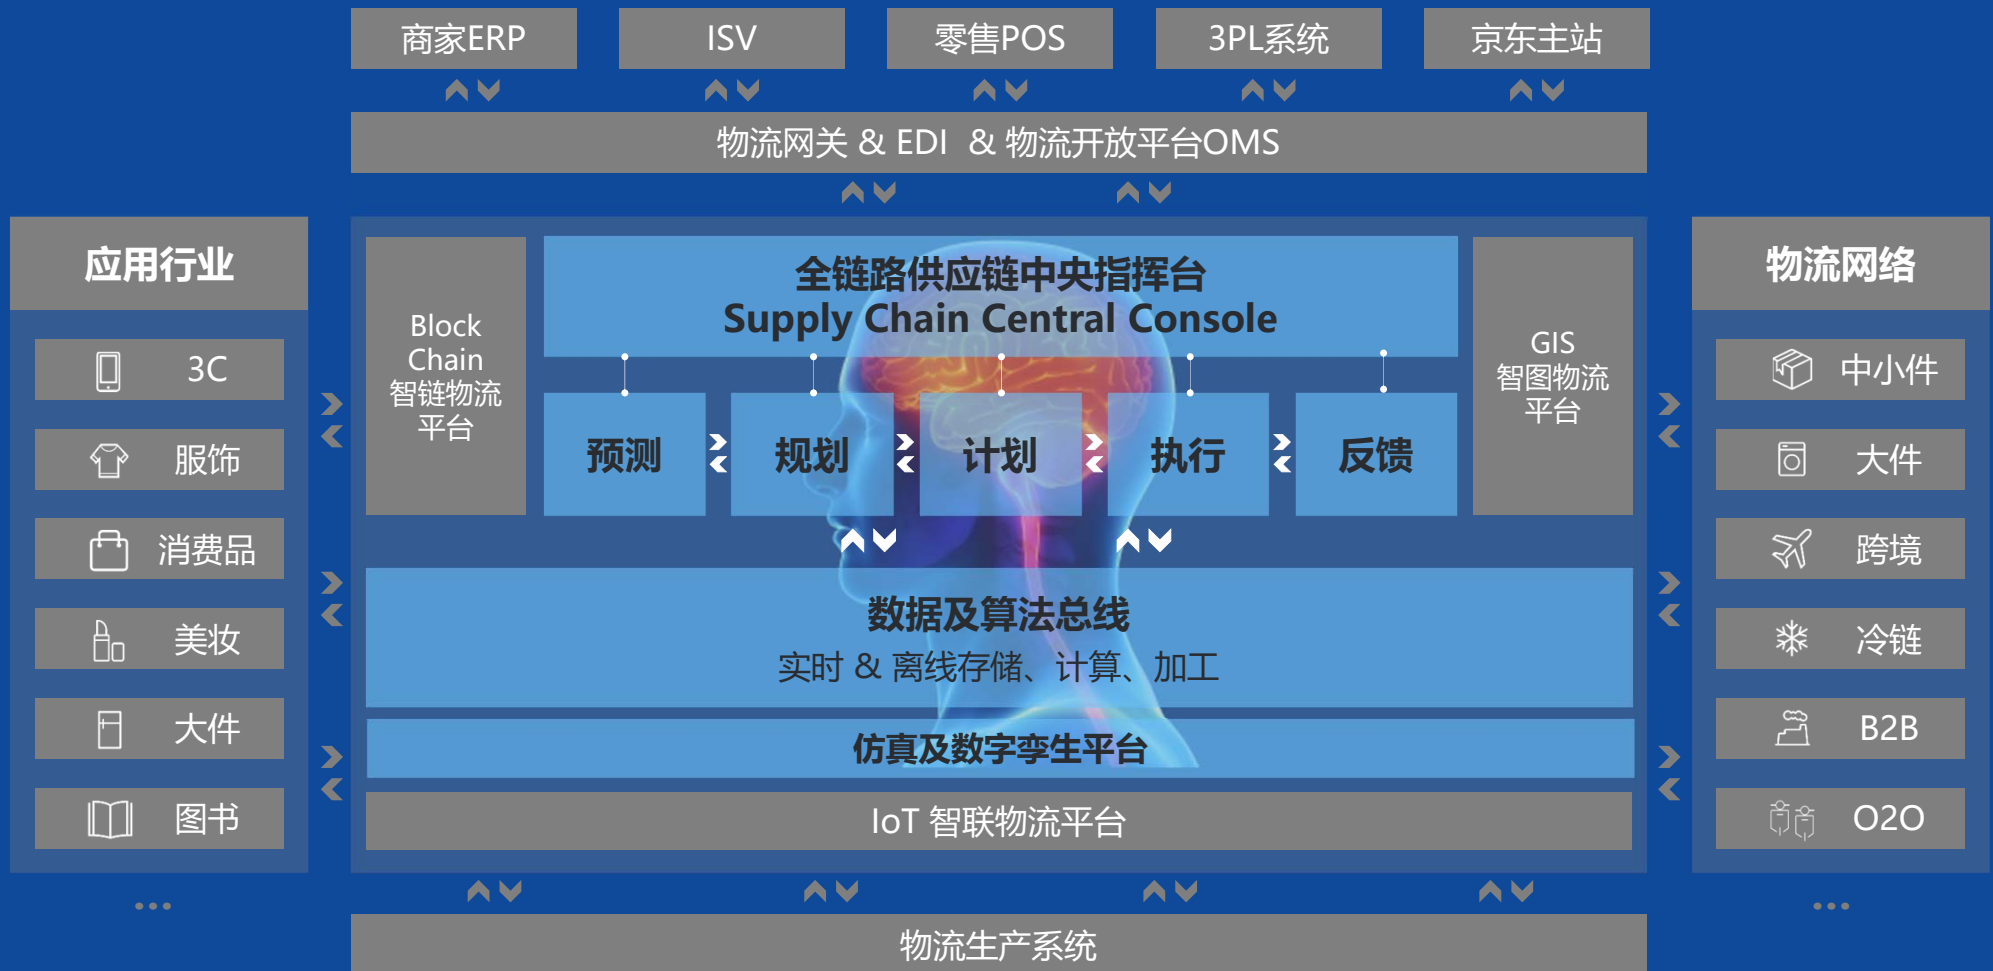 商家ERP
ISV
零售POS
3PL系统
京东主站
物流网关 & EDI & 物流开放平台OMS
应用行业
3C
服饰
消费品
美妆
大件
图书
...
Block
Chain
智链物流
平台
全链路供应链中央指挥台
Supply Chain Central Console
预测
规划
计划
执行
反馈
GIS
智图物流
平台
数据及算法总线
实时 & 离线存储、计算、加工
仿真及数字孪生平台
IoT 智联物流平台
物流网络
中小件
大件
跨境
冷链
B2B
O2O
...
物流生产系统